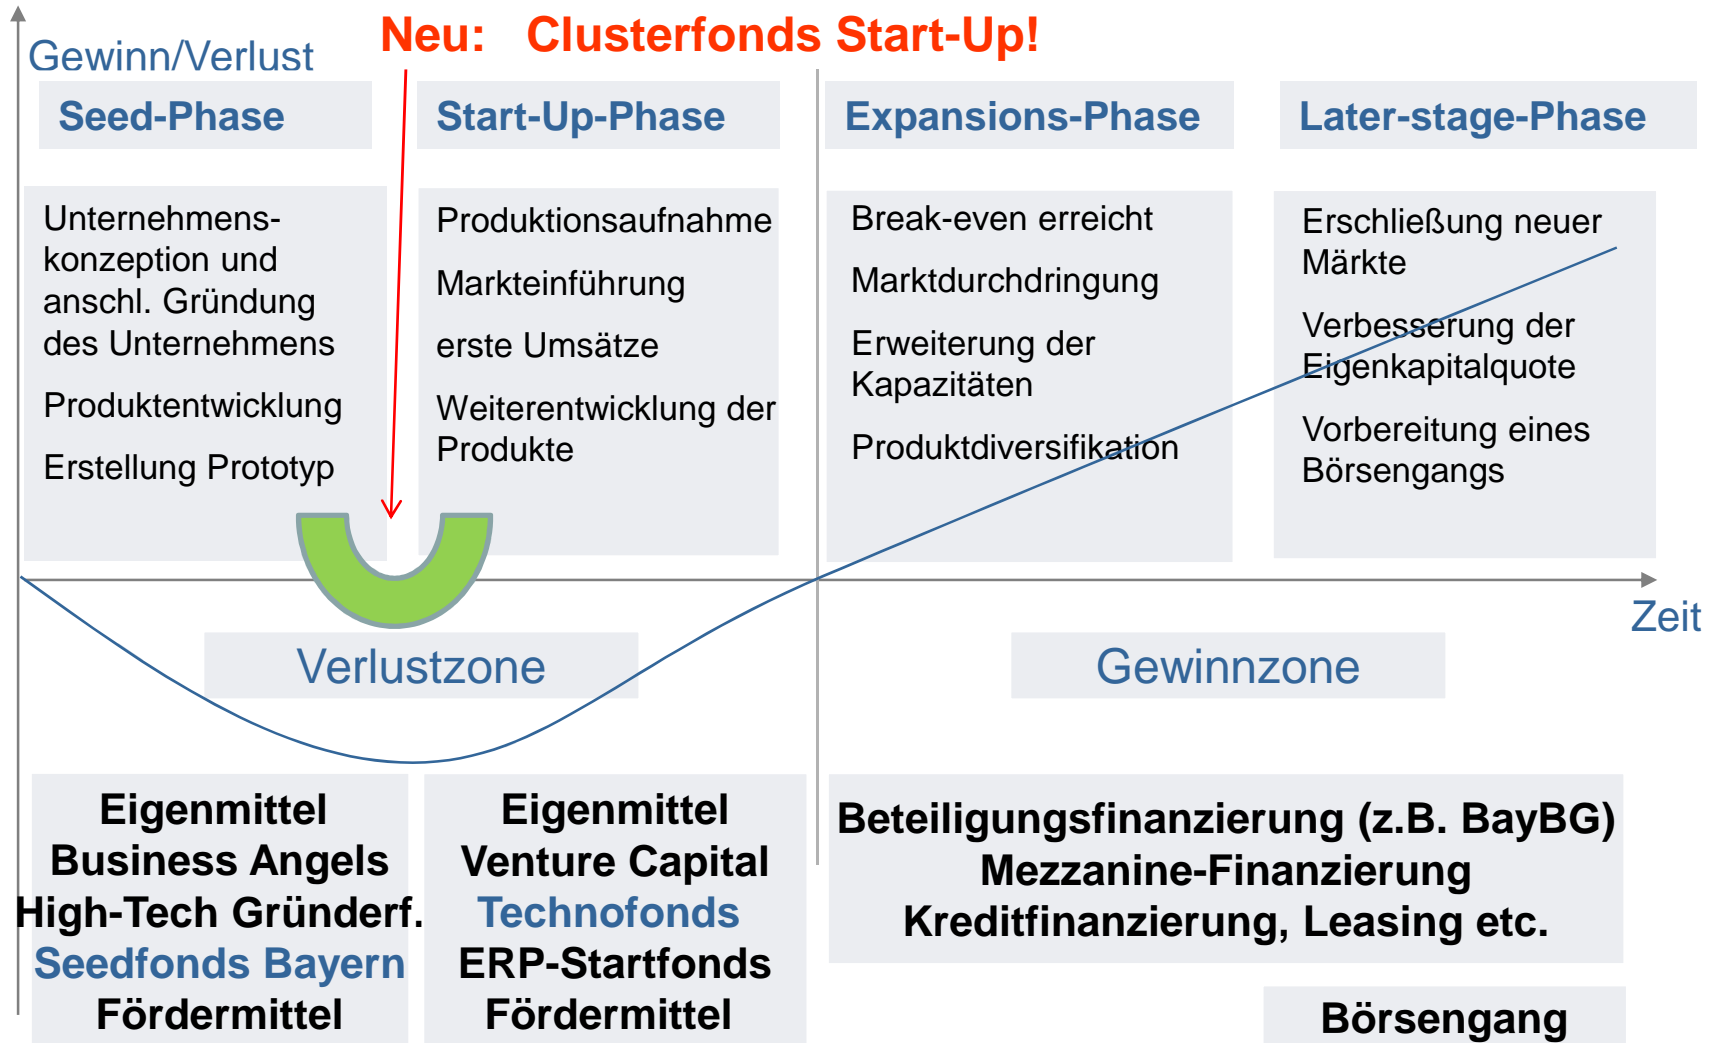 Neu: Clusterfonds Start-Up!
Gewinn/Verlust
Seed-Phase
Start-Up-Phase
Expansions-Phase
Later-stage-Phase
Unternehmens-
konzeption und
anschl. Gründung
des Unternehmens
Produktentwicklung
Erstellung Prototyp
Produktionsaufnahme
Markteinführung
erste Umsätze
Weiterentwicklung der
Produkte
Break-even erreicht
Marktdurchdringung
Erweiterung der
Kapazitäten
Produktdiversifikation
Erschließung neuer
Märkte
Verbesserung der
Eigenkapitalquote
Vorbereitung eines
Börsengangs
Zeit
Verlustzone
Gewinnzone
Eigenmittel
Business Angels
High-Tech Gründerf.
Seedfonds Bayern
Fördermittel
Eigenmittel
Venture Capital
Technofonds
ERP-Startfonds
Fördermittel
Beteiligungsfinanzierung (z.B. BayBG)
Mezzanine-Finanzierung
Kreditfinanzierung, Leasing etc.
Börsengang